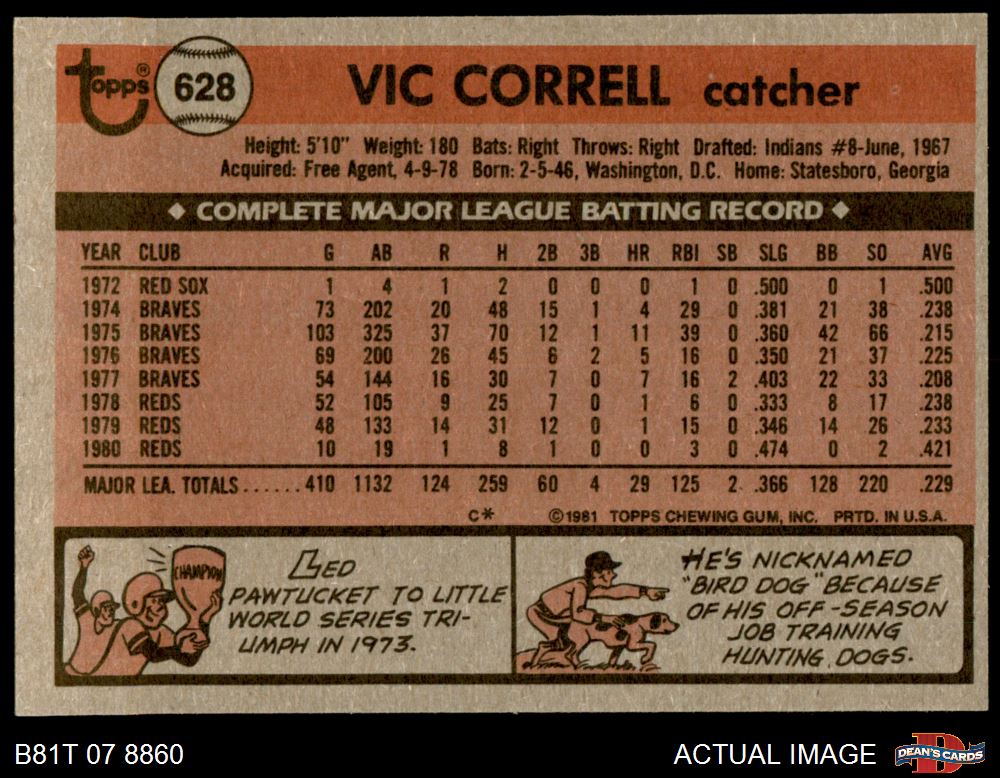 topps® 628 VIC CORRELL catcher
Height: 5'10" Weight: 180 Bats: Right Throws: Right Drafted: Indians #8-June, 1967
Acquired: Free Agent, 4-9-78 Born: 2-5-46, Washington, D.C. Home: Statesboro, Georgia
◆ COMPLETE MAJOR LEAGUE BATTING RECORD ◆
YEAR CLUB G AB R H 2B 3B HR RBI SB SLG BB SO AVG
1972 RED SOX 1 4 1 2 0 0 0 1 0 .500 0 1 .500
1974 BRAVES 73 202 20 48 15 1 4 29 0 .381 21 38 .238
1975 BRAVES 103 325 37 70 12 1 11 39 0 .360 42 66 .215
1976 BRAVES 69 200 26 45 6 2 5 16 0 .350 21 37 .225
1977 BRAVES 54 144 16 30 7 0 7 16 2 .403 22 33 .208
1978 REDS 52 105 9 25 7 0 1 6 0 .333 8 17 .238
1979 REDS 48 133 14 31 12 0 1 15 0 .346 14 26 .233
1980 REDS 10 19 1 8 1 0 0 3 0 .474 0 2 .421
MAJOR LEA. TOTALS......410 1132 124 259 60 4 29 125 2 .366 128 220 .229
C* ©1981 TOPPS CHEWING GUM, INC. PRTD. IN U.S.A.
CHAMPION
LED
PAWTUCKET TO LITTLE
WORLD SERIES TRI-
UMPH IN 1973.
HE'S NICKNAMED
"BIRD DOG" BECAUSE
OF HIS OFF-SEASON
JOB TRAINING
HUNTING DOGS.
B81T 07 8860 ACTUAL IMAGE DEAN'S CARDS